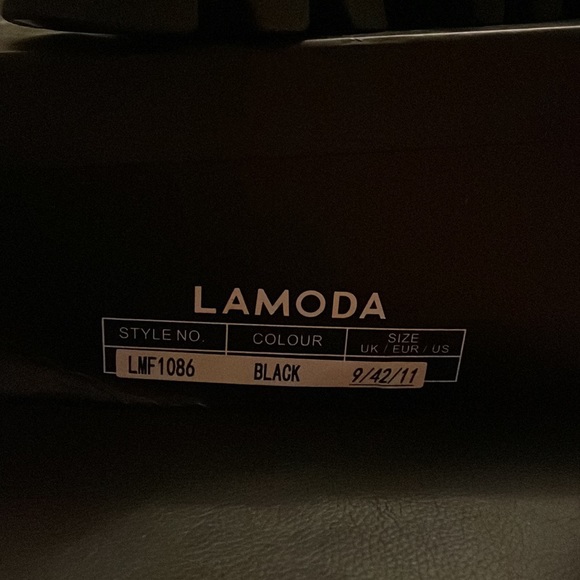 LAMODA
STYLE NO. COLOUR SIZE
UK / EUR / US
LMF1086 BLACK 9/42/11